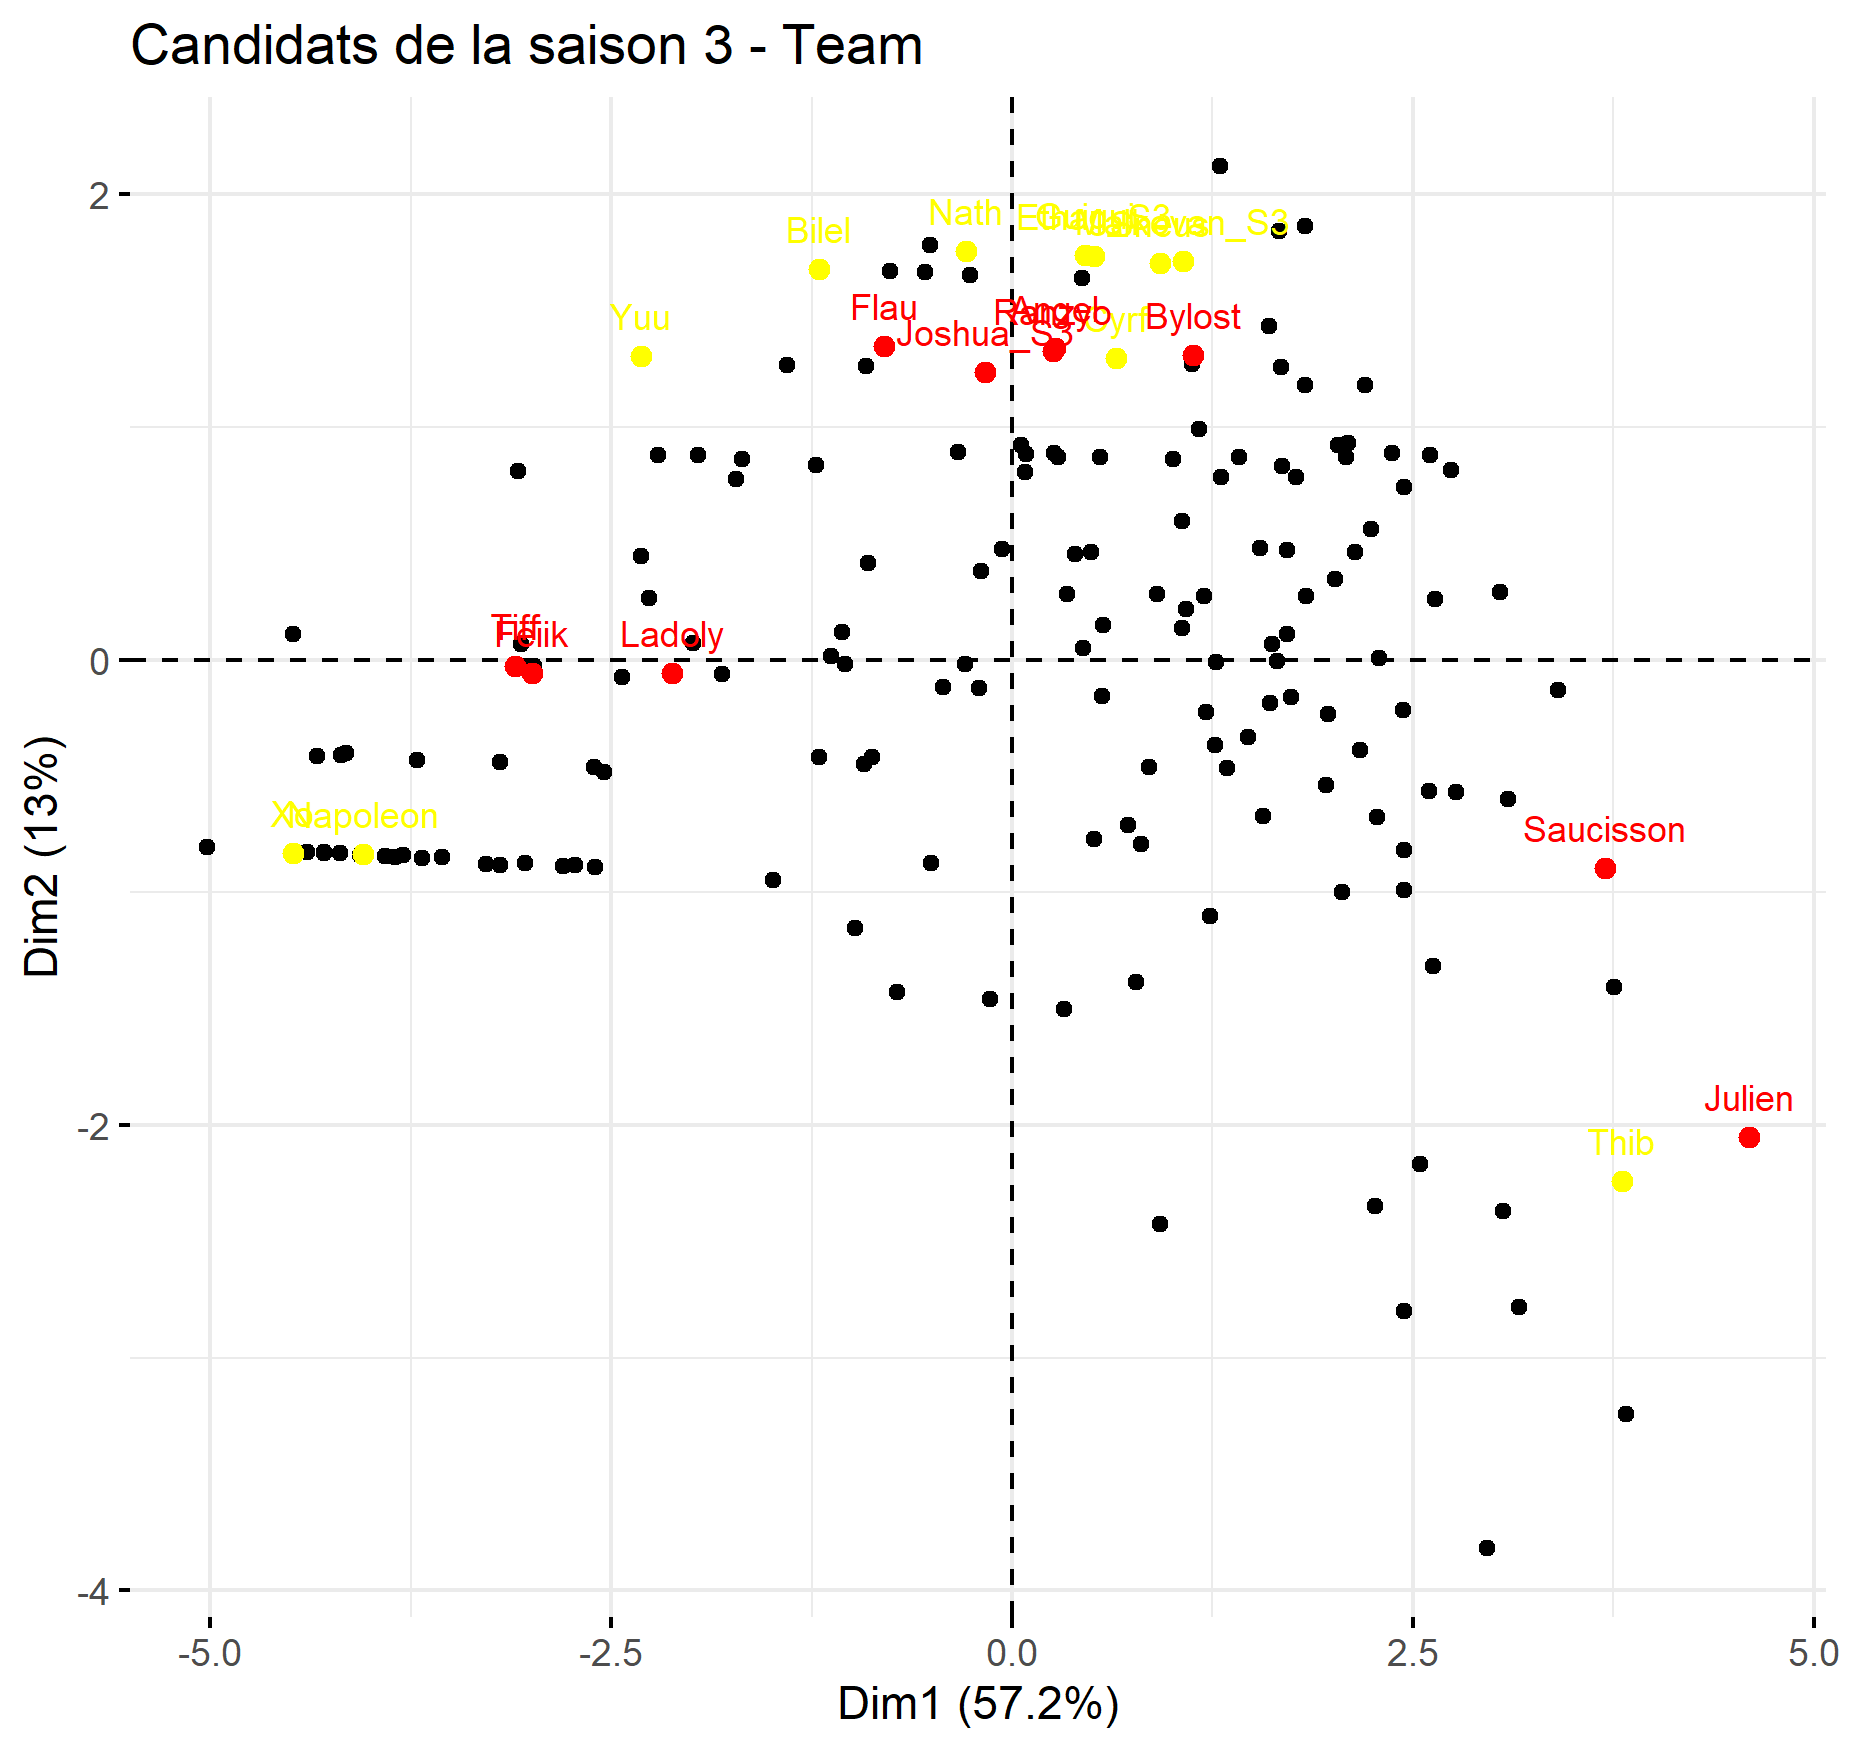 Candidats de la saison 3 - Team
2
0
-2
-4
Dim2 (13%)
Bilel
Nath
Yuu
Flau
Joshua_S3
Bylost
Tiff
Ladoly
Napoleon
Saucisson
Julien
Thib
-5.0
-2.5
0.0
2.5
5.0
Dim1 (57.2%)